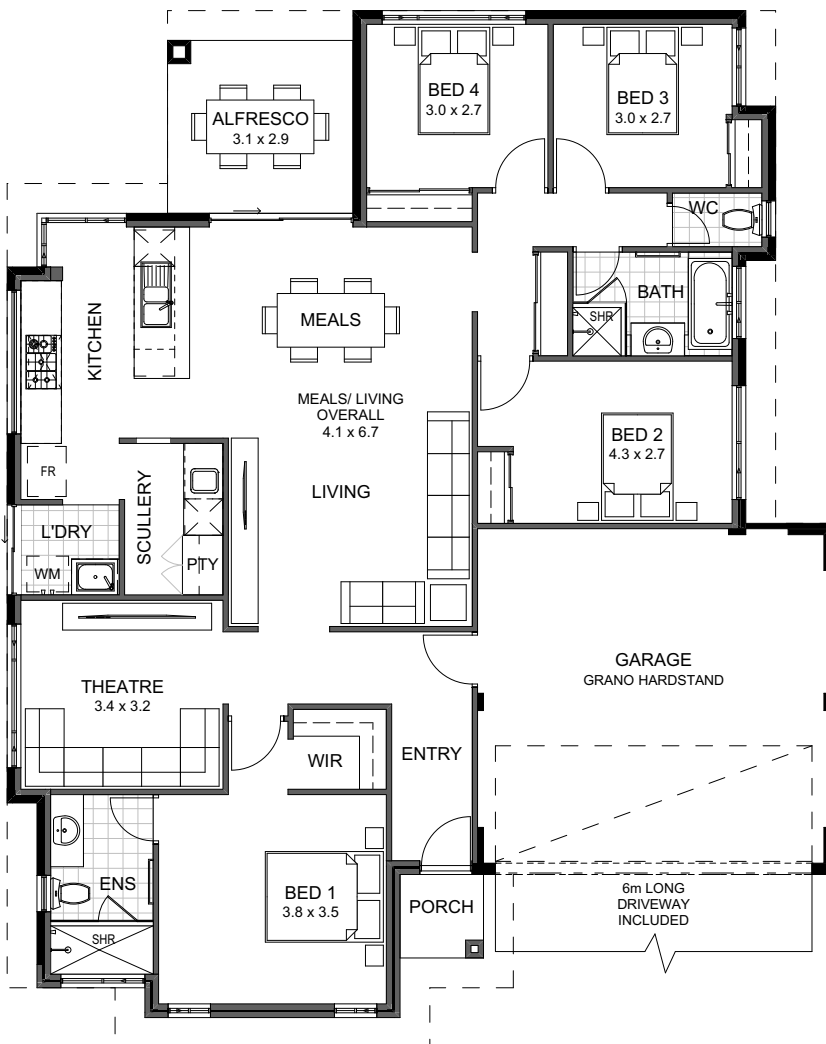 BED 4
3.0 x 2.7
BED 3
3.0 x 2.7
ALFRESCO
3.1 x 2.9
WC
BATH
SHR
KITCHEN
MEALS
MEALS/ LIVING
OVERALL
4.1 x 6.7
BED 2
4.3 x 2.7
FR
SCULLERY
LIVING
L'DRY
WM
PTY
GARAGE
GRANO HARDSTAND
THEATRE
3.4 x 3.2
WIR
ENTRY
ENS
BED 1
3.8 x 3.5
PORCH
6m LONG
DRIVEWAY
INCLUDED
SHR